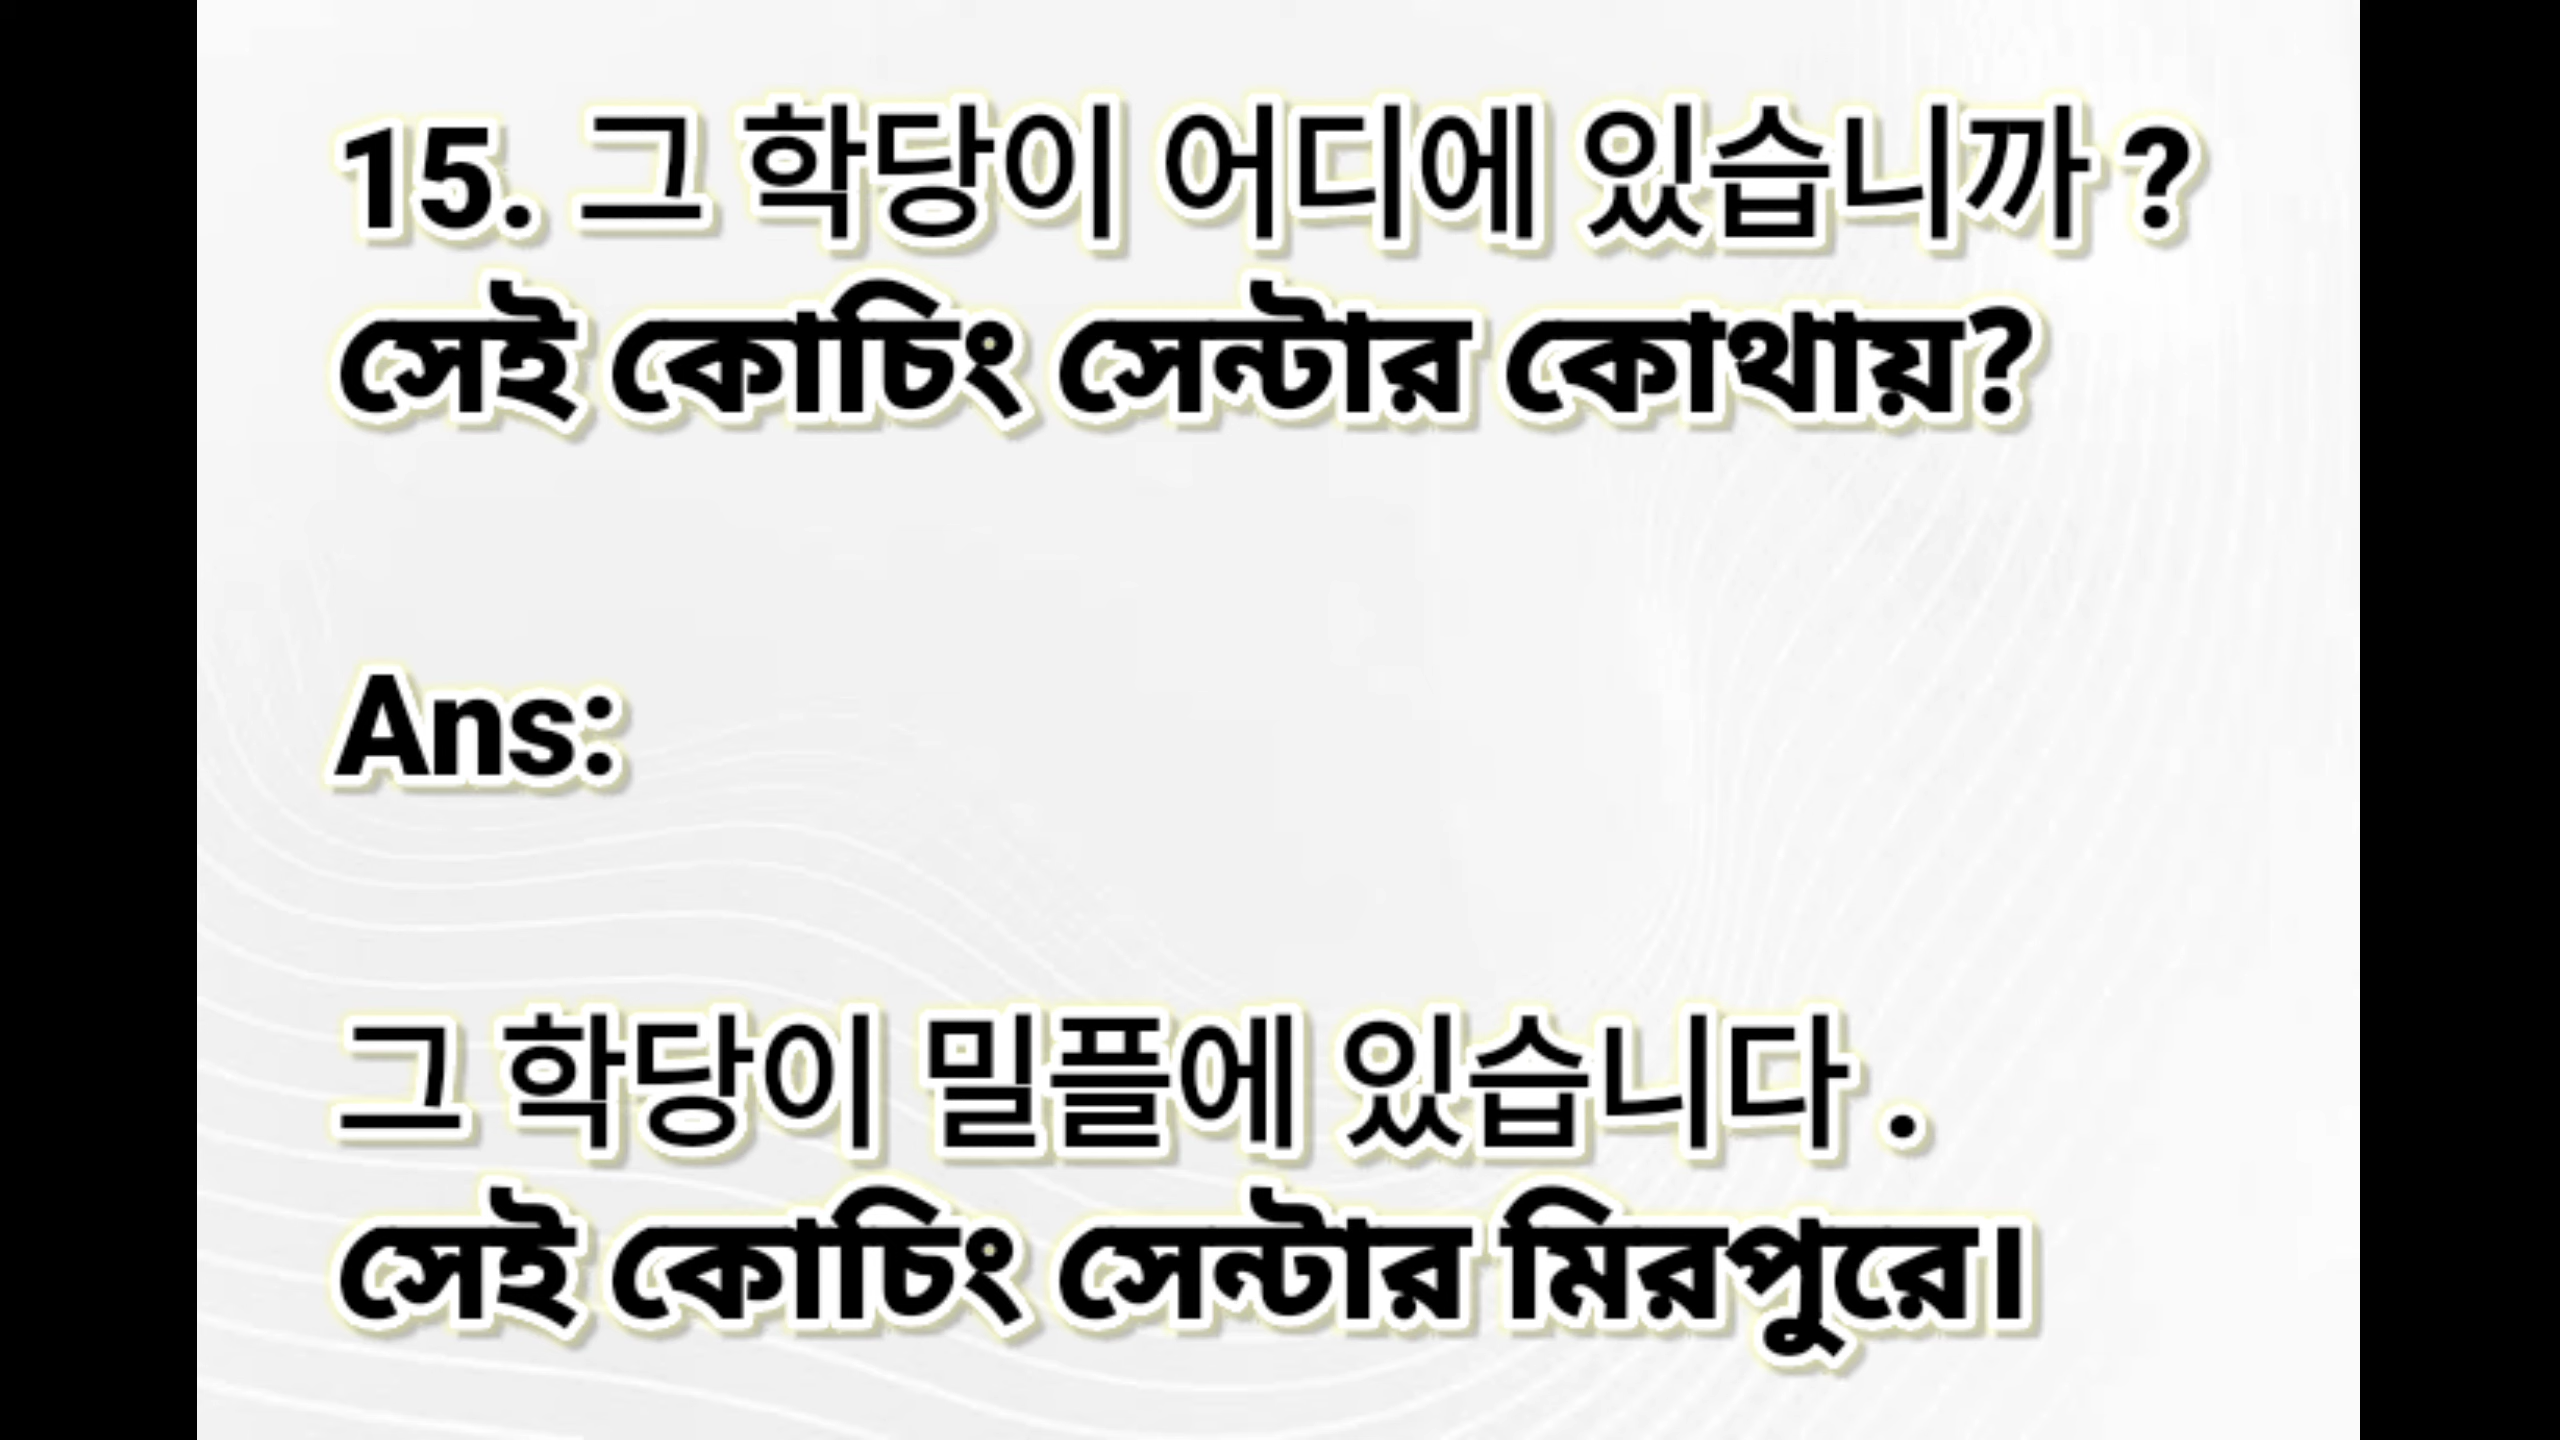 15. 그 학당이 어디에 있습니까 ?
সেই কোচিং সেন্টার কোথায়?
Ans:
그 학당이 밀플에 있습니다 .
সেই কোচিং সেন্টার মিরপুরে।